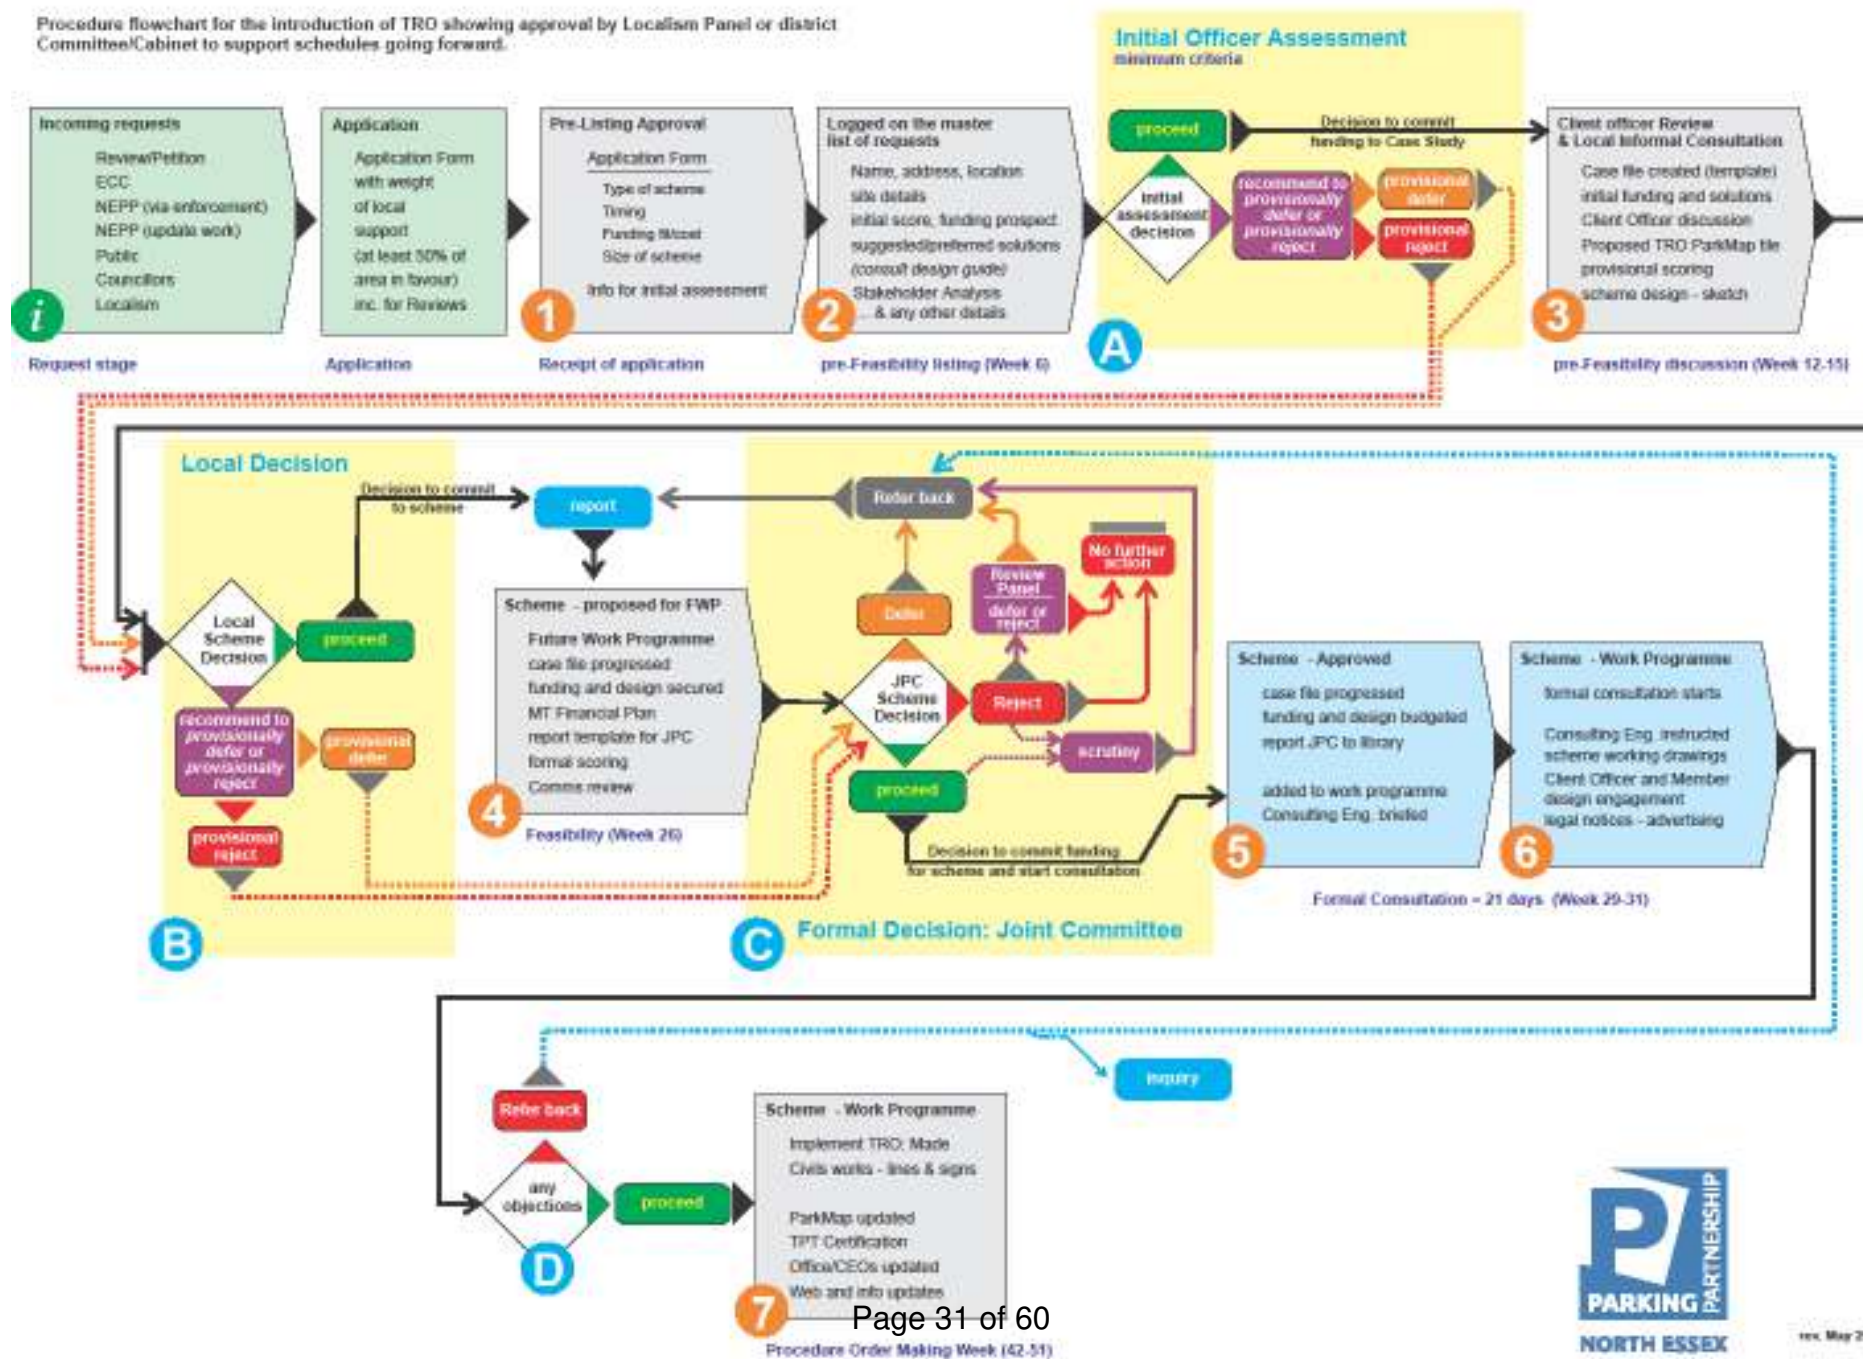 Procedure flowchart for the introduction of TRO showing approval by Localism Panel or district
Committee/Cabinet to support schedules going forward.
Initial Officer Assessment
minimum criteria
Incoming requests
Review/Petition
ECC
NEPP (via enforcement)
NEPP (update work)
Public
Councillors
Localism
i
Request stage
Application
Application Form
with weight
of local
support
(at least 50% of
area in favour)
inc. for Reviews
Application
Pre-Listing Approval
Application Form
Type of scheme
Timing
Funding fit/cost
Size of scheme
Info for initial assessment
1
Receipt of application
Logged on the master
list of requests
Name, address, location
site details
initial score, funding prospect
suggested/preferred solutions
(consult design guide)
Stakeholder Analysis
... & any other details
2
pre-Feasibility listing (Week 6)
proceed
Decision to commit
funding to Case Study
initial
assessment
decision
recommend to
provisionally
defer or
provisionally
reject
provisional
defer
provisional
reject
A
Client officer Review
& Local Informal Consultation
Case file created (template)
initial funding and solutions
Client Officer discussion
Proposed TRO ParkMap tile
provisional scoring
scheme design - sketch
3
pre-Feasibility discussion (Week 12-15)
Local Decision
Decision to commit
to scheme
Local
Scheme
Decision
proceed
recommend to
provisionally
defer or
provisionally
reject
provisional
defer
provisional
reject
B
report
Scheme - proposed for FWP
Future Work Programme
case file progressed
funding and design secured
MT Financial Plan
report template for JPC
formal scoring
Comms review
4
Feasibility (Week 26)
Refer back
No further
action
Review
Panel
defer or
reject
Defer
JPC
Scheme
Decision
Reject
scrutiny
proceed
Decision to commit funding
for scheme and start consultation
C
Formal Decision: Joint Committee
Scheme - Approved
case file progressed
funding and design budgeted
report JPC to library
added to work programme
Consulting Eng. briefed
5
Scheme - Work Programme
formal consultation starts
Consulting Eng. instructed
scheme working drawings
Client Officer and Member
design engagement
legal notices - advertising
6
Formal Consultation = 21 days (Week 29-31)
inquiry
Refer back
any
objections
proceed
D
Scheme - Work Programme
Implement TRO: Made
Civils works - lines & signs
ParkMap updated
TPT Certification
Office/CEOs updated
Web and info updates
7
Page 31 of 60
Procedure Order Making Week (42-51)
P
PARKING
PARTNERSHIP
NORTH ESSEX
rev. May 2